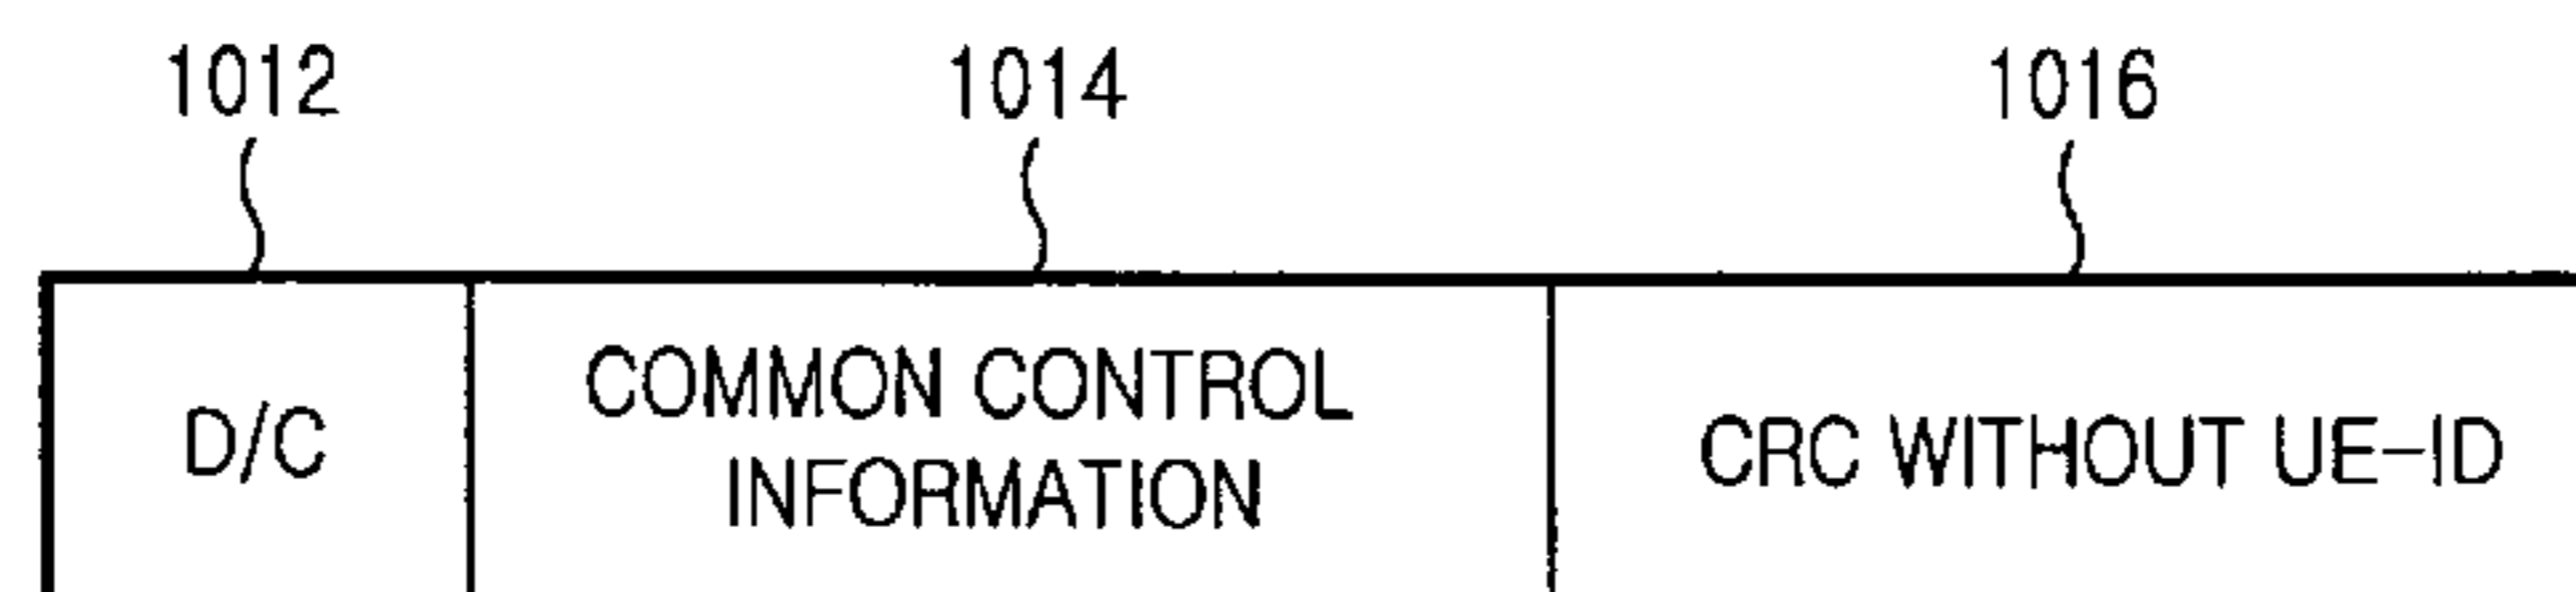 1012 1014 1016
D/C
COMMON CONTROL
INFORMATION
CRC WITHOUT UE-ID